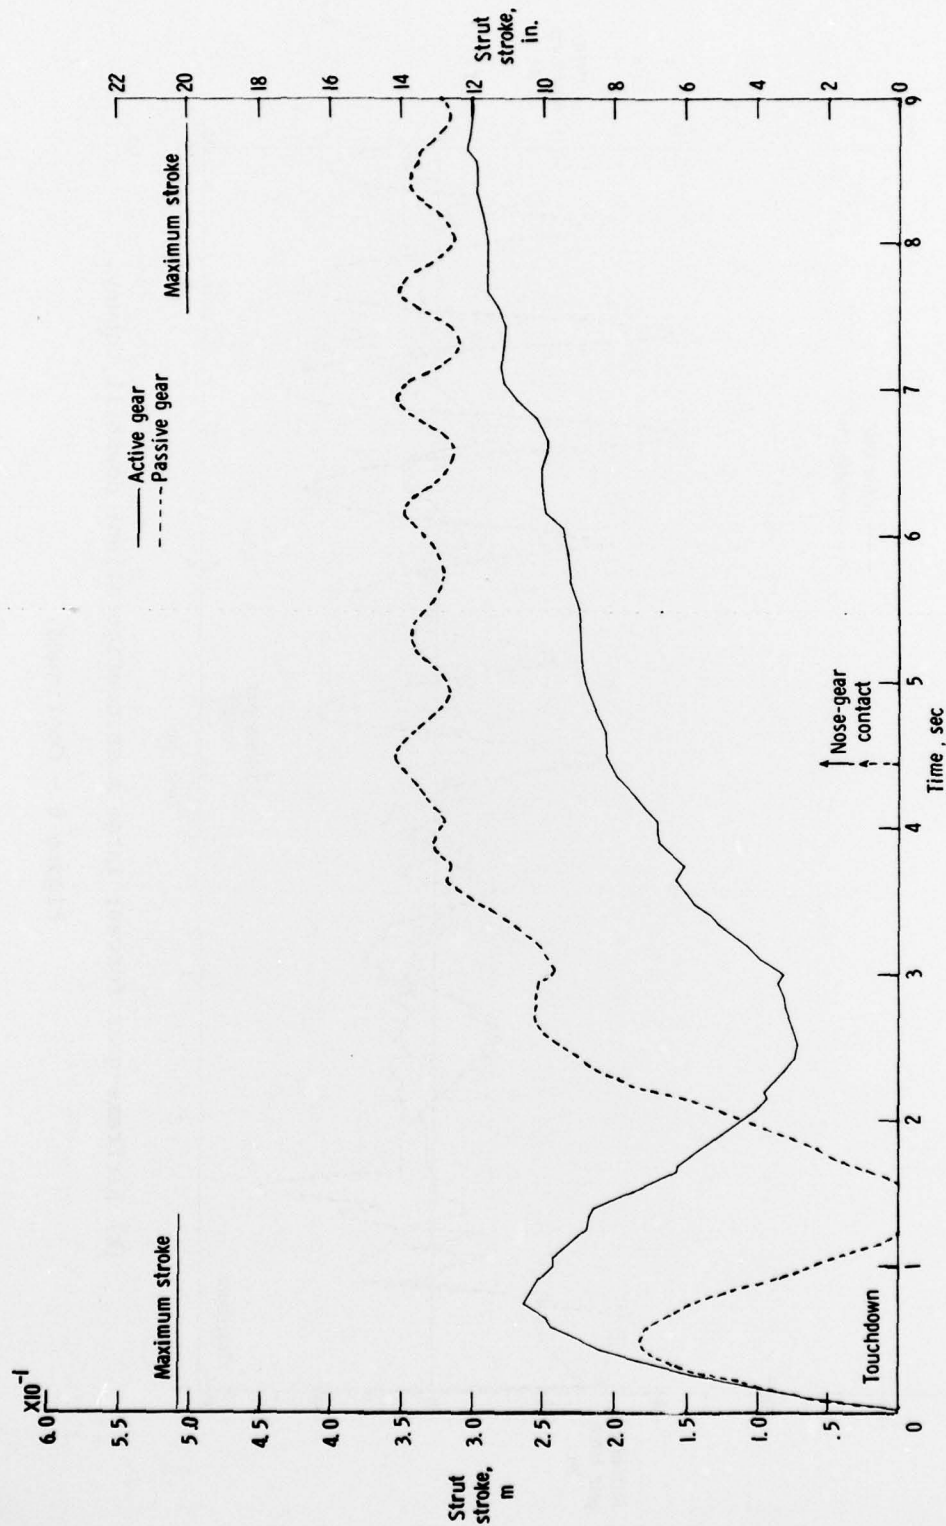 X10⁻¹
6.0
5.5
5.0
4.5
4.0
3.5
3.0
2.5
2.0
1.5
1.0
.5
0
Strut
stroke,
m
Maximum stroke
Active gear
Passive gear
Maximum stroke
Strut
stroke,
in.
22
20
18
16
14
12
10
8
6
4
2
0
Touchdown
Nose-gear
contact
1
2
3
4
5
6
7
8
9
Time, sec